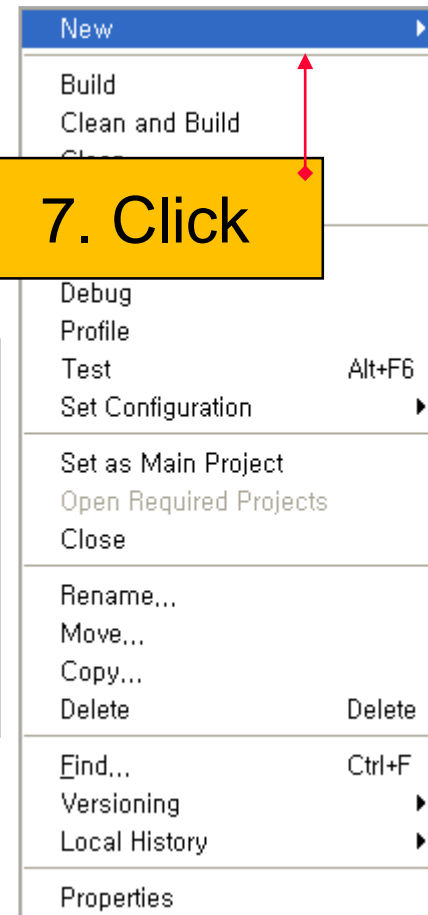 New
Build
Clean and Build
7. Click
Debug
Profile
Test Alt+F6
Set Configuration
Set as Main Project
Open Required Projects
Close
Rename...
Move...
Copy...
Delete Delete
Find... Ctrl+F
Versioning
Local History
Properties